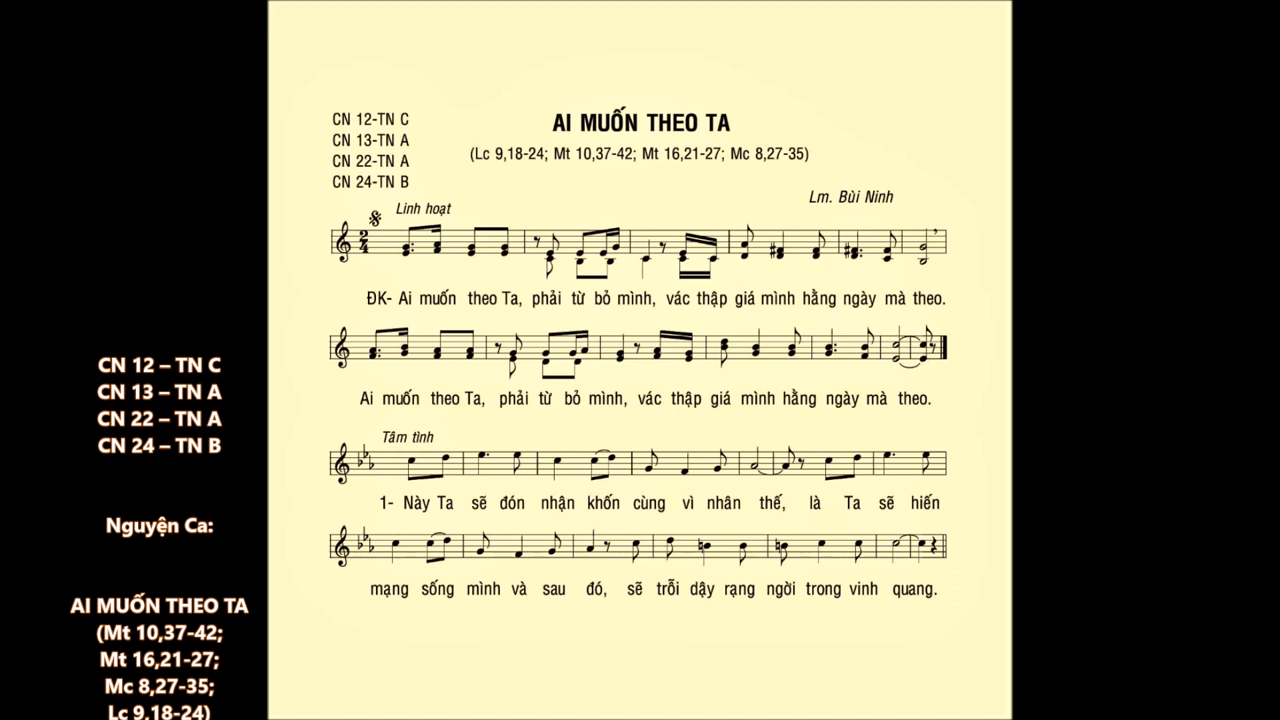 CN 12-TN C
CN 13-TN A
CN 22-TN A
CN 24-TN B
AI MUỐN THEO TA
(Lc 9,18-24; Mt 10,37-42; Mt 16,21-27; Mc 8,27-35)
Lm. Bùi Ninh
Linh hoạt
2
4
ĐK- Ai muốn theo Ta, phải từ bỏ mình, vác thập giá mình hằng ngày mà theo.
Ai muốn theo Ta, phải từ bỏ mình, vác thập giá mình hằng ngày mà theo.
Tâm tình
1- Này Ta sẽ đón nhận khốn cùng vì nhân thế, là Ta sẽ hiến
mạng sống mình và sau đó, sẽ trỗi dậy rạng ngời trong vinh quang.
CN 12 – TN C
CN 13 – TN A
CN 22 – TN A
CN 24 – TN B
Nguyện Ca:
AI MUỐN THEO TA
(Mt 10,37-42;
Mt 16,21-27;
Mc 8,27-35;
Lc 9,18-24)